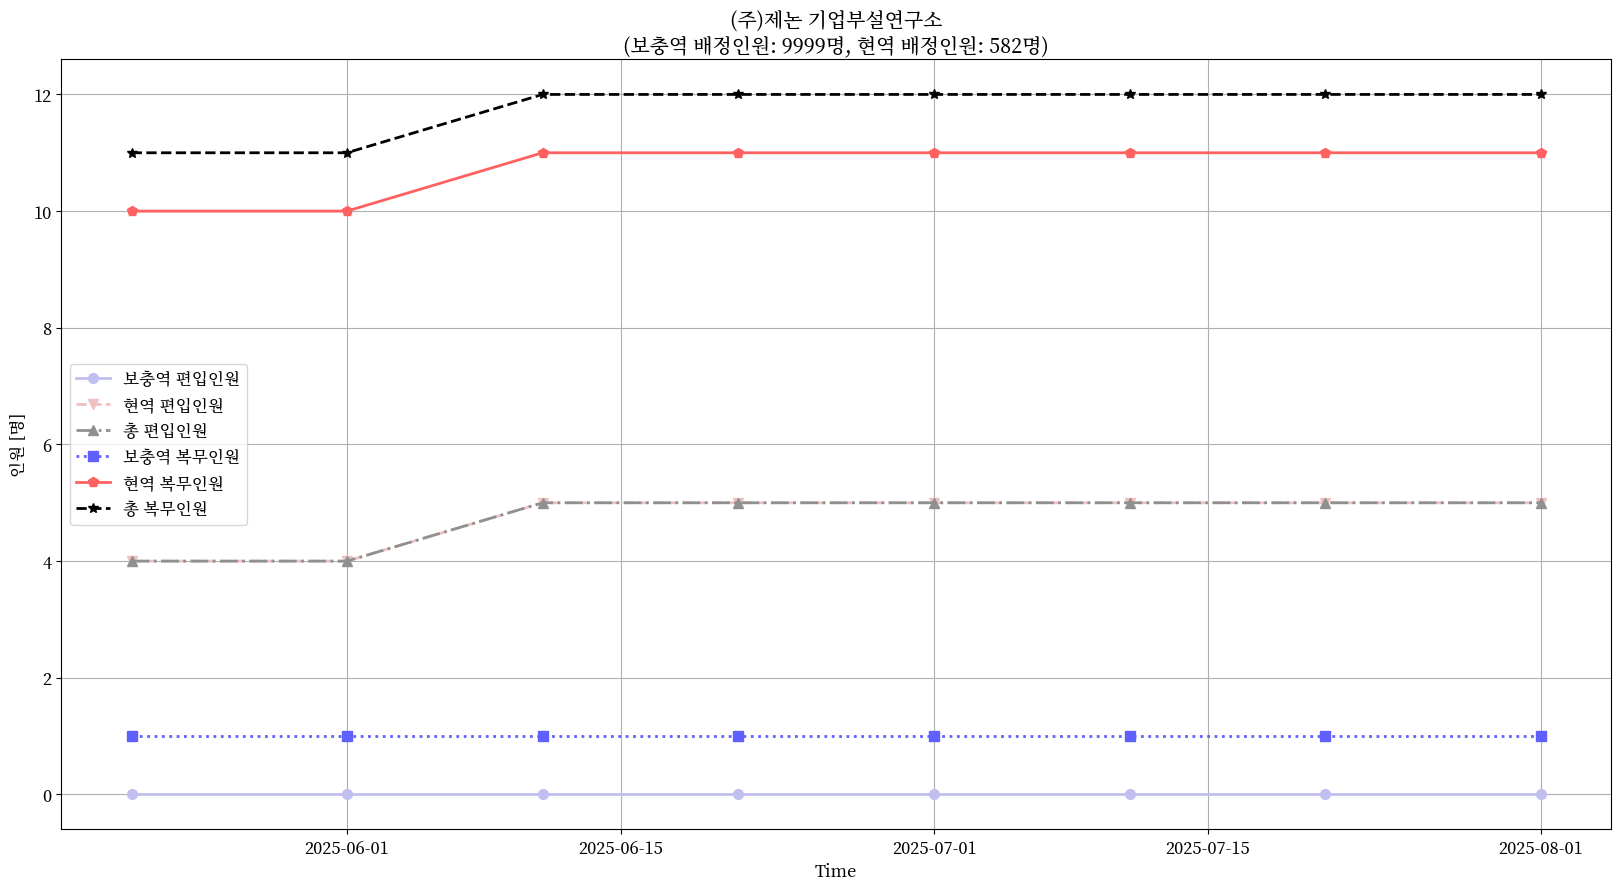 (주)제논 기업부설연구소
(보충역 배정인원: 9999명, 현역 배정인원: 582명)
12
10
8
6
4
2
0
인원 [명]
보충역 편입인원
현역 편입인원
총 편입인원
보충역 복무인원
현역 복무인원
총 복무인원
2025-06-01
2025-06-15
2025-07-01
2025-07-15
2025-08-01
Time